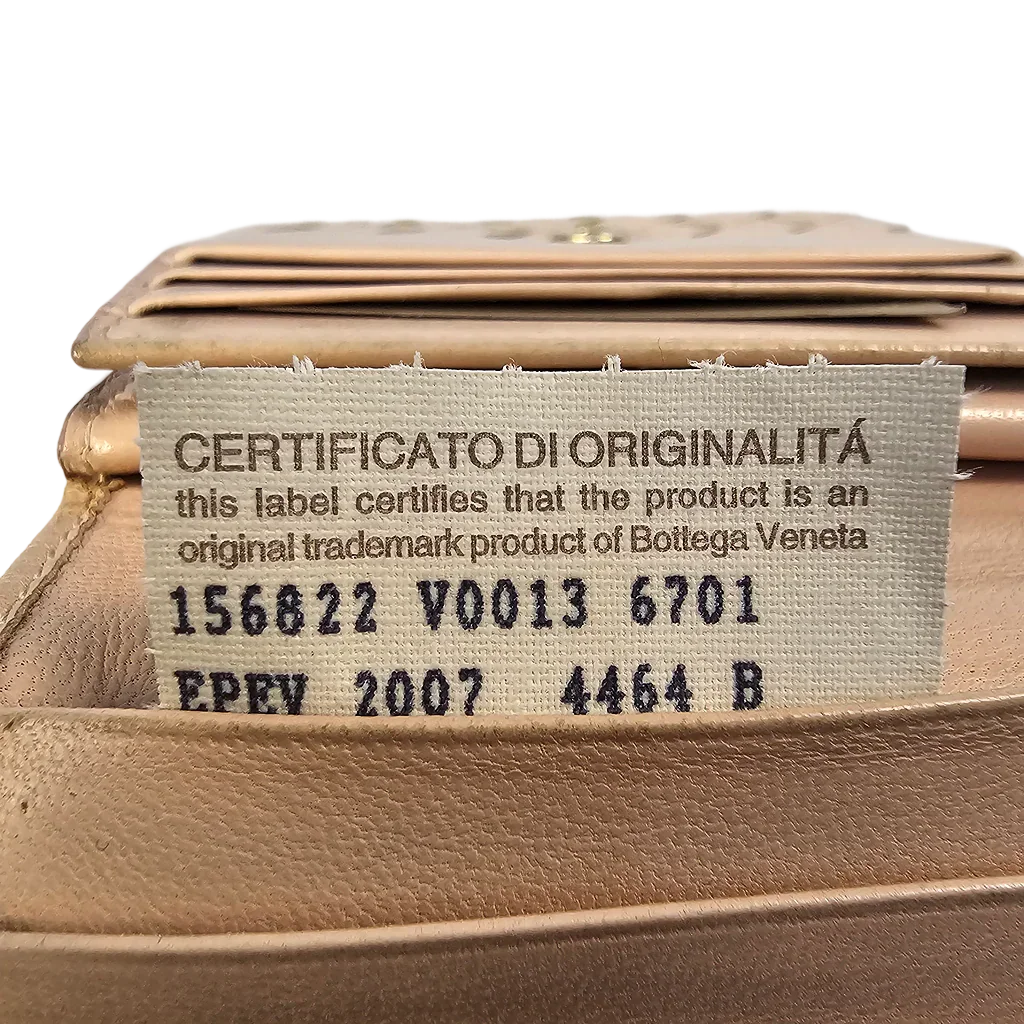 CERTIFICATO DI ORIGINALITÁ
this label certifies that the product is an
original trademark product of Bottega Veneta
156822 V0013 6701
EPEV 2007 4464 B